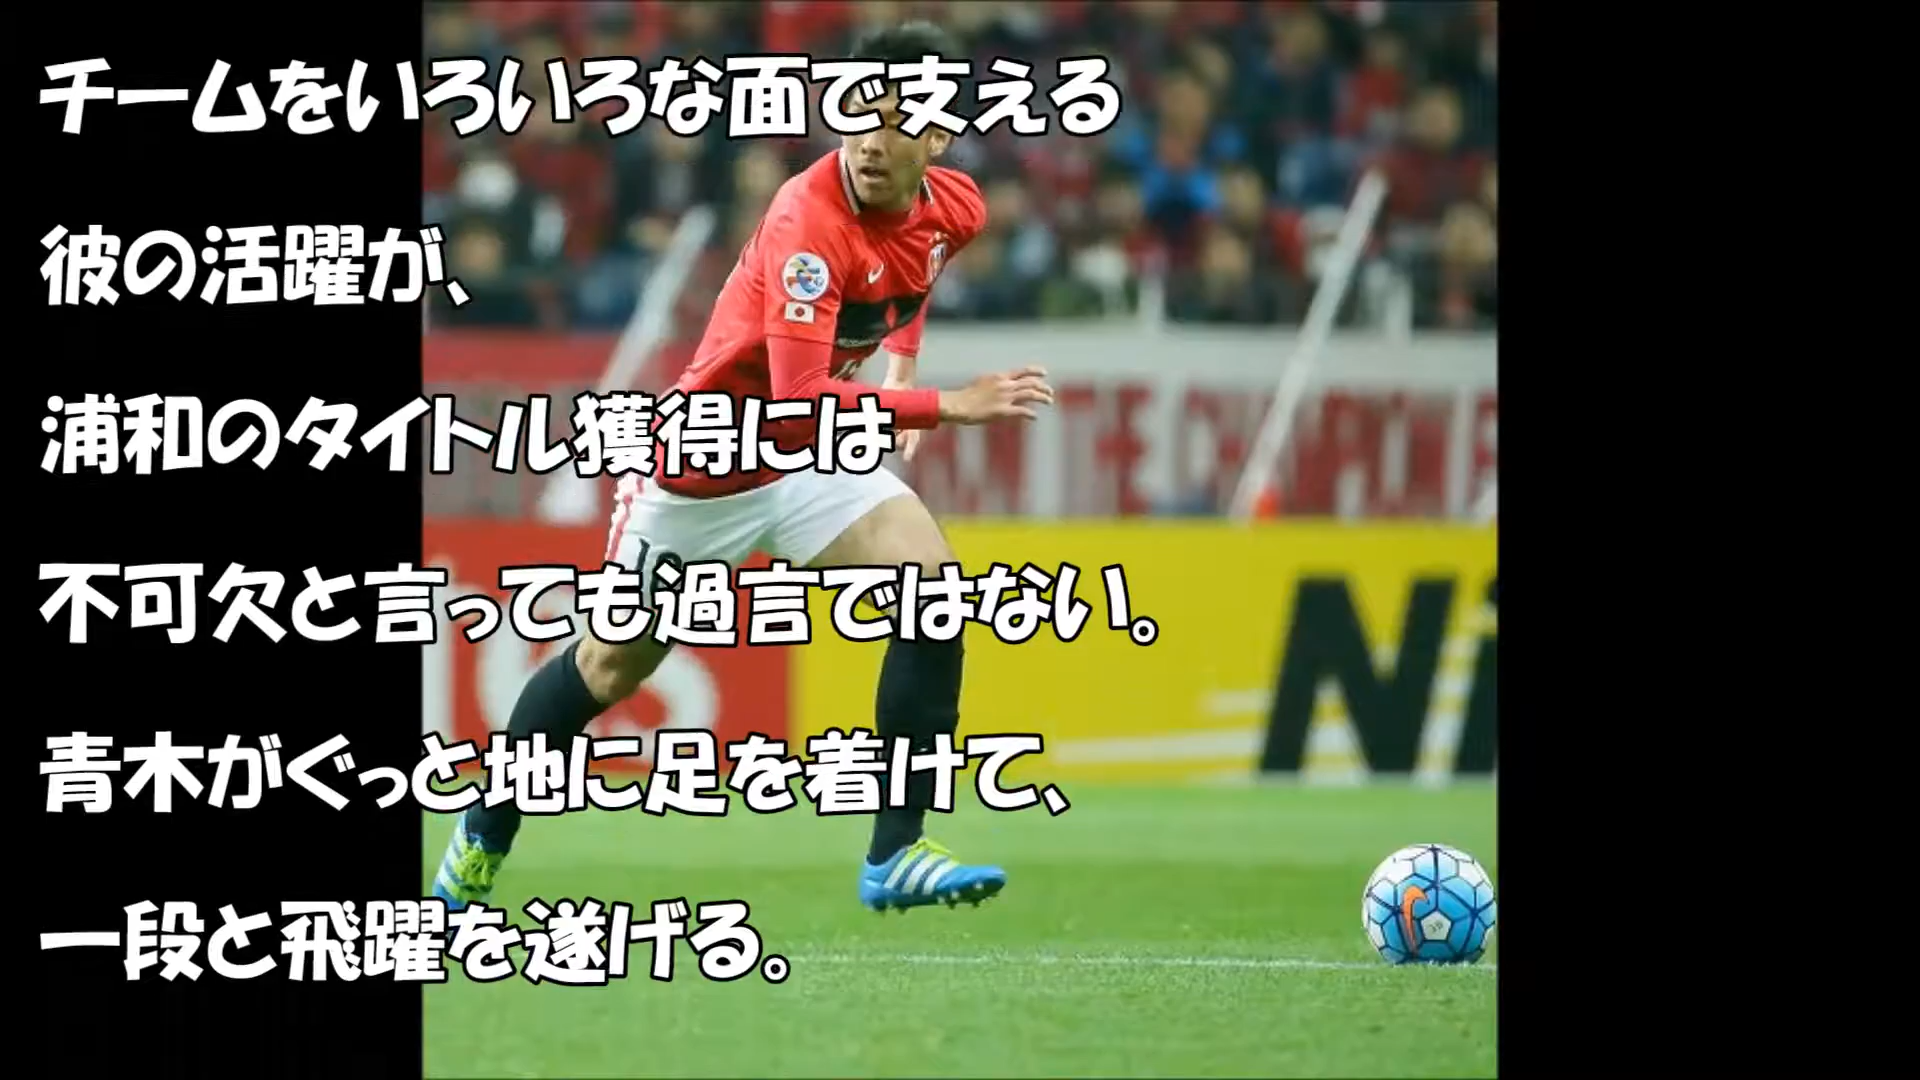 チームをいろいろな面で支える
彼の活躍が、
浦和のタイトル獲得には
不可欠と言っても過言ではない。
青木がぐっと地に足を着けて、
一段と飛躍を遂げる。